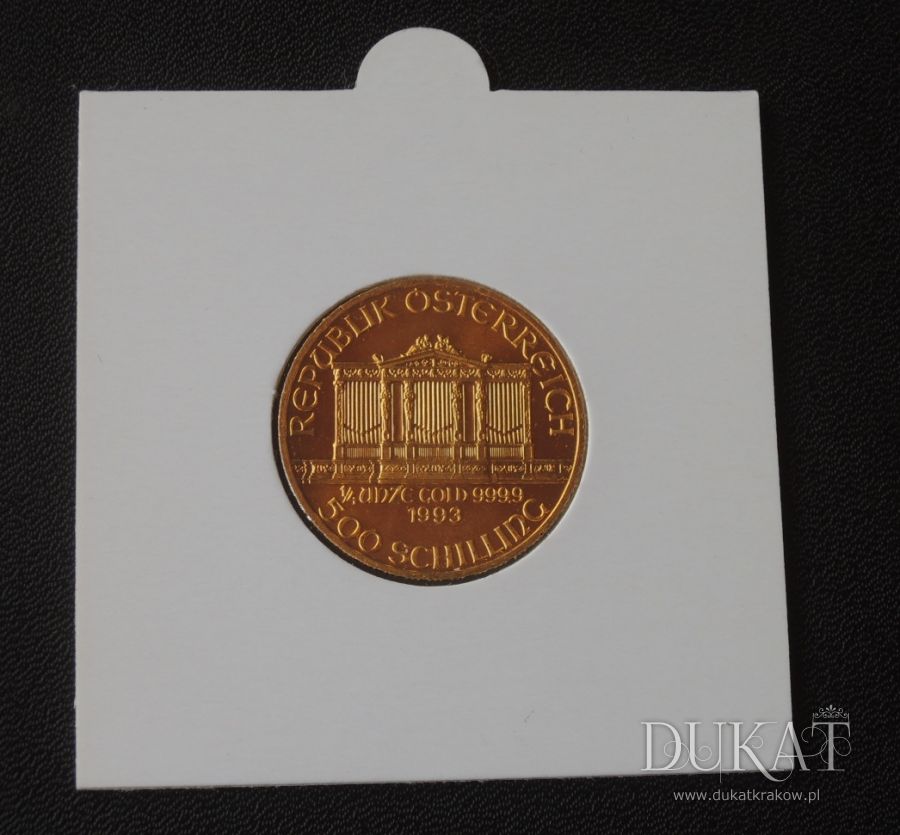 REPUBLIK ÖSTERREICH
1/4 UNZE GOLD 999.9
1993
500 SCHILLING
DUKAT
www.dukatkrakow.pl